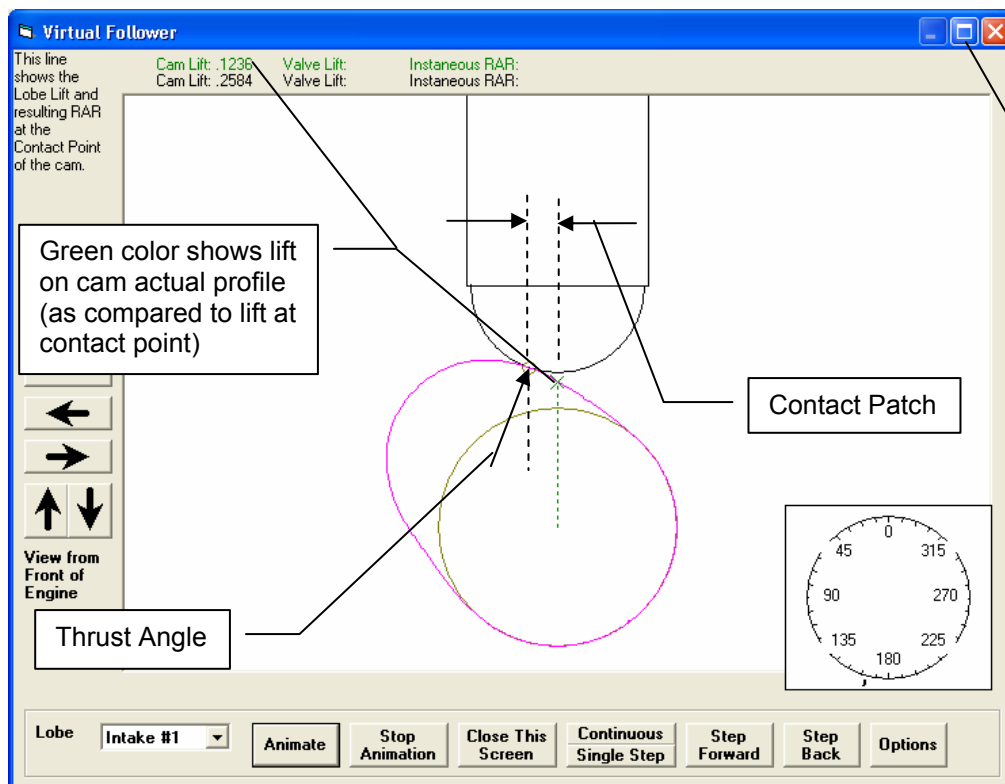 Virtual Follower
This line
shows the
Lobe Lift and
resulting RAR
at the
Contact Point
of the cam.
Cam Lift: .1236 Valve Lift: Instaneous RAR:
Cam Lift: .2584 Valve Lift: Instaneous RAR:
Green color shows lift
on cam actual profile
(as compared to lift at
contact point)
Contact Patch
View from
Front of
Engine
Thrust Angle
0
45
315
90
270
135
225
180
Lobe
Intake #1
Animate
Stop
Animation
Close This
Screen
Continuous
Single Step
Step
Forward
Step
Back
Options